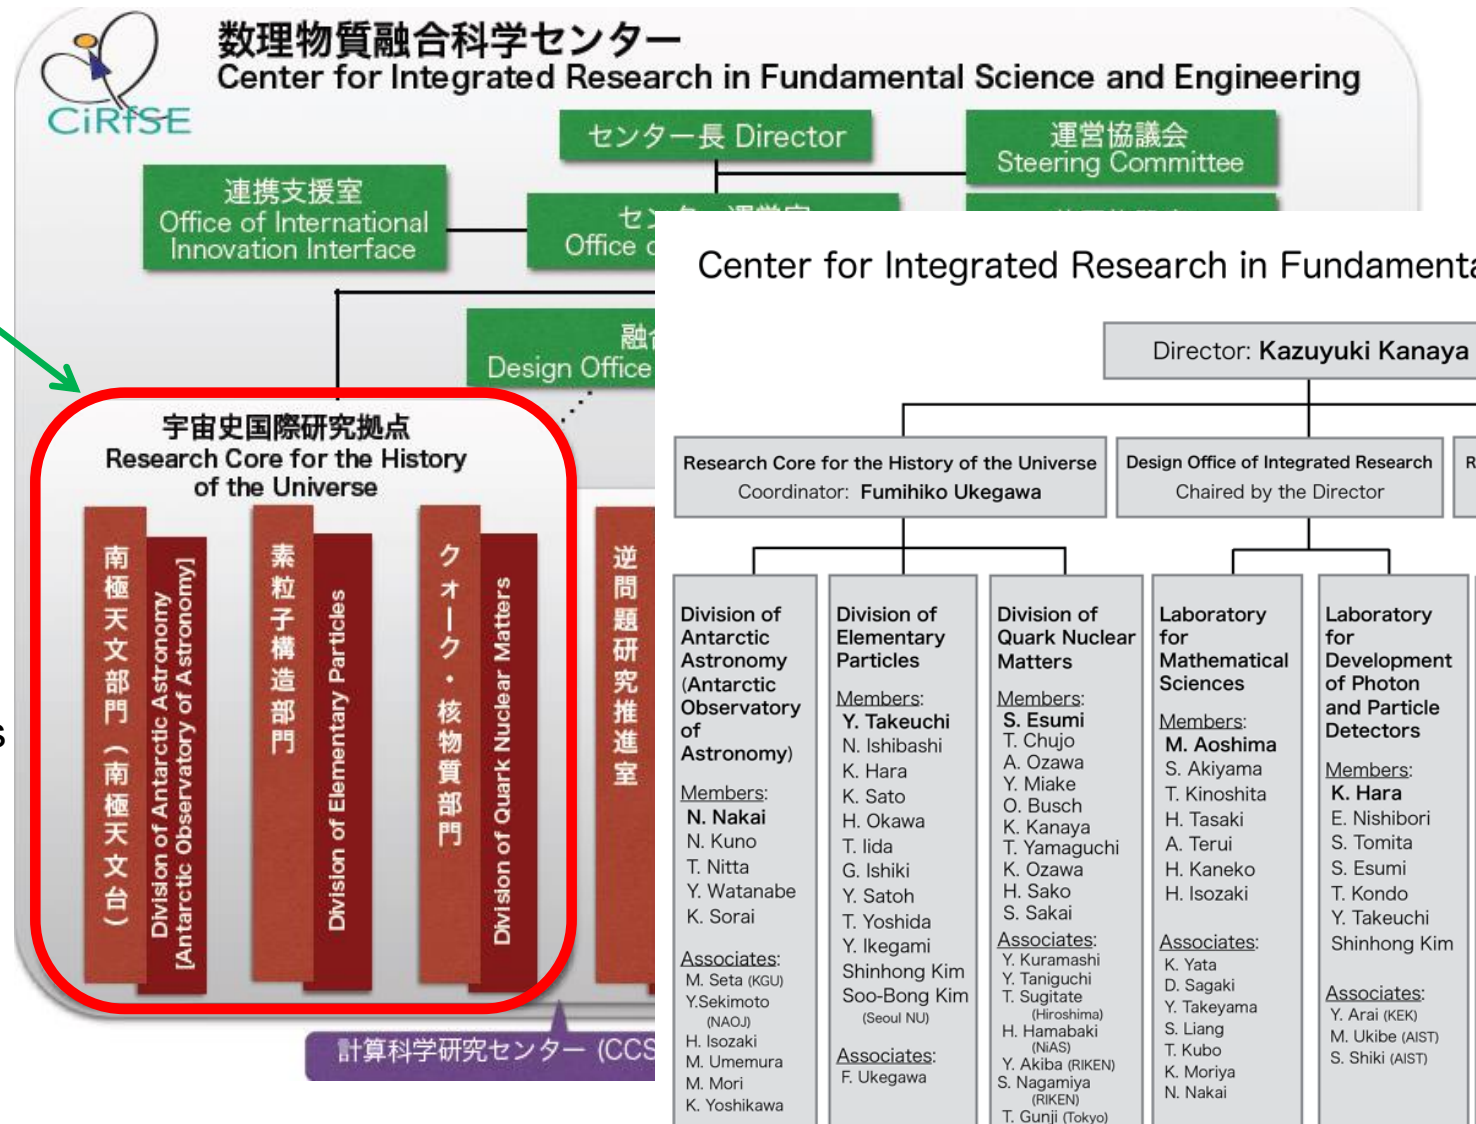 数理物質融合科学センター
Center for Integrated Research in Fundamental Science and Engineering
CiRfSE
センター長 Director
運営協議会
Steering Committee
連携支援室
Office of International
Innovation Interface
Office
Design Office
宇宙史国際研究拠点
Research Core for the History
of the Universe
南極天文部門（南極天文台）
Division of Antarctic Astronomy
[Antarctic Observatory of Astronomy]
素粒子構造部門
Division of Elementary Particles
クォーク・核物質部門
Division of Quark Nuclear Matters
逆問題研究推進室
計算科学研究センター (CCS
s
Center for Integrated Research in
Director: Kazuyuki Kanaya
Research Core for the History of the Universe
Coordinator: Fumihiko Ukegawa
Design Office of Integrated Research
Chaired by the Director
R
Division of
Antarctic
Astronomy
(Antarctic
Observatory
of
Astronomy)
Members:
N. Nakai
N. Kuno
T. Nitta
Y. Watanabe
K. Sorai
Associates:
M. Seta (KGU)
Y.Sekimoto
(NAOJ)
H. Isozaki
M. Umemura
M. Mori
K. Yoshikawa
Division of
Elementary
Particles
Members:
Y. Takeuchi
N. Ishibashi
K. Hara
K. Sato
H. Okawa
T. Iida
G. Ishiki
Y. Satoh
T. Yoshida
Y. Ikegami
Shinhong Kim
Soo-Bong Kim
(Seoul NU)
Associates:
F. Ukegawa
Division of
Quark Nuclear
Matters
Members:
S. Esumi
T. Chujo
A. Ozawa
Y. Miake
O. Busch
K. Kanaya
T. Yamaguchi
K. Ozawa
H. Sako
S. Sakai
Associates:
Y. Kuramashi
Y. Taniguchi
T. Sugitate
(Hiroshima)
H. Hamabaki
(NiAS)
Y. Akiba (RIKEN)
S. Nagamiya
(RIKEN)
T. Gunji (Tokyo)
Laboratory
for
Mathematical
Sciences
Members:
M. Aoshima
S. Akiyama
T. Kinoshita
H. Tasaki
A. Terui
H. Kaneko
H. Isozaki
Associates:
K. Yata
D. Sagaki
Y. Takeyama
S. Liang
T. Kubo
K. Moriya
N. Nakai
Laboratory
for
Development
of Photon
and Particle
Detectors
Members:
K. Hara
E. Nishibori
S. Tomita
S. Esumi
T. Kondo
Y. Takeuchi
Shinhong Kim
Associates:
Y. Arai (KEK)
M. Ukibe (AIST)
S. Shiki (AIST)